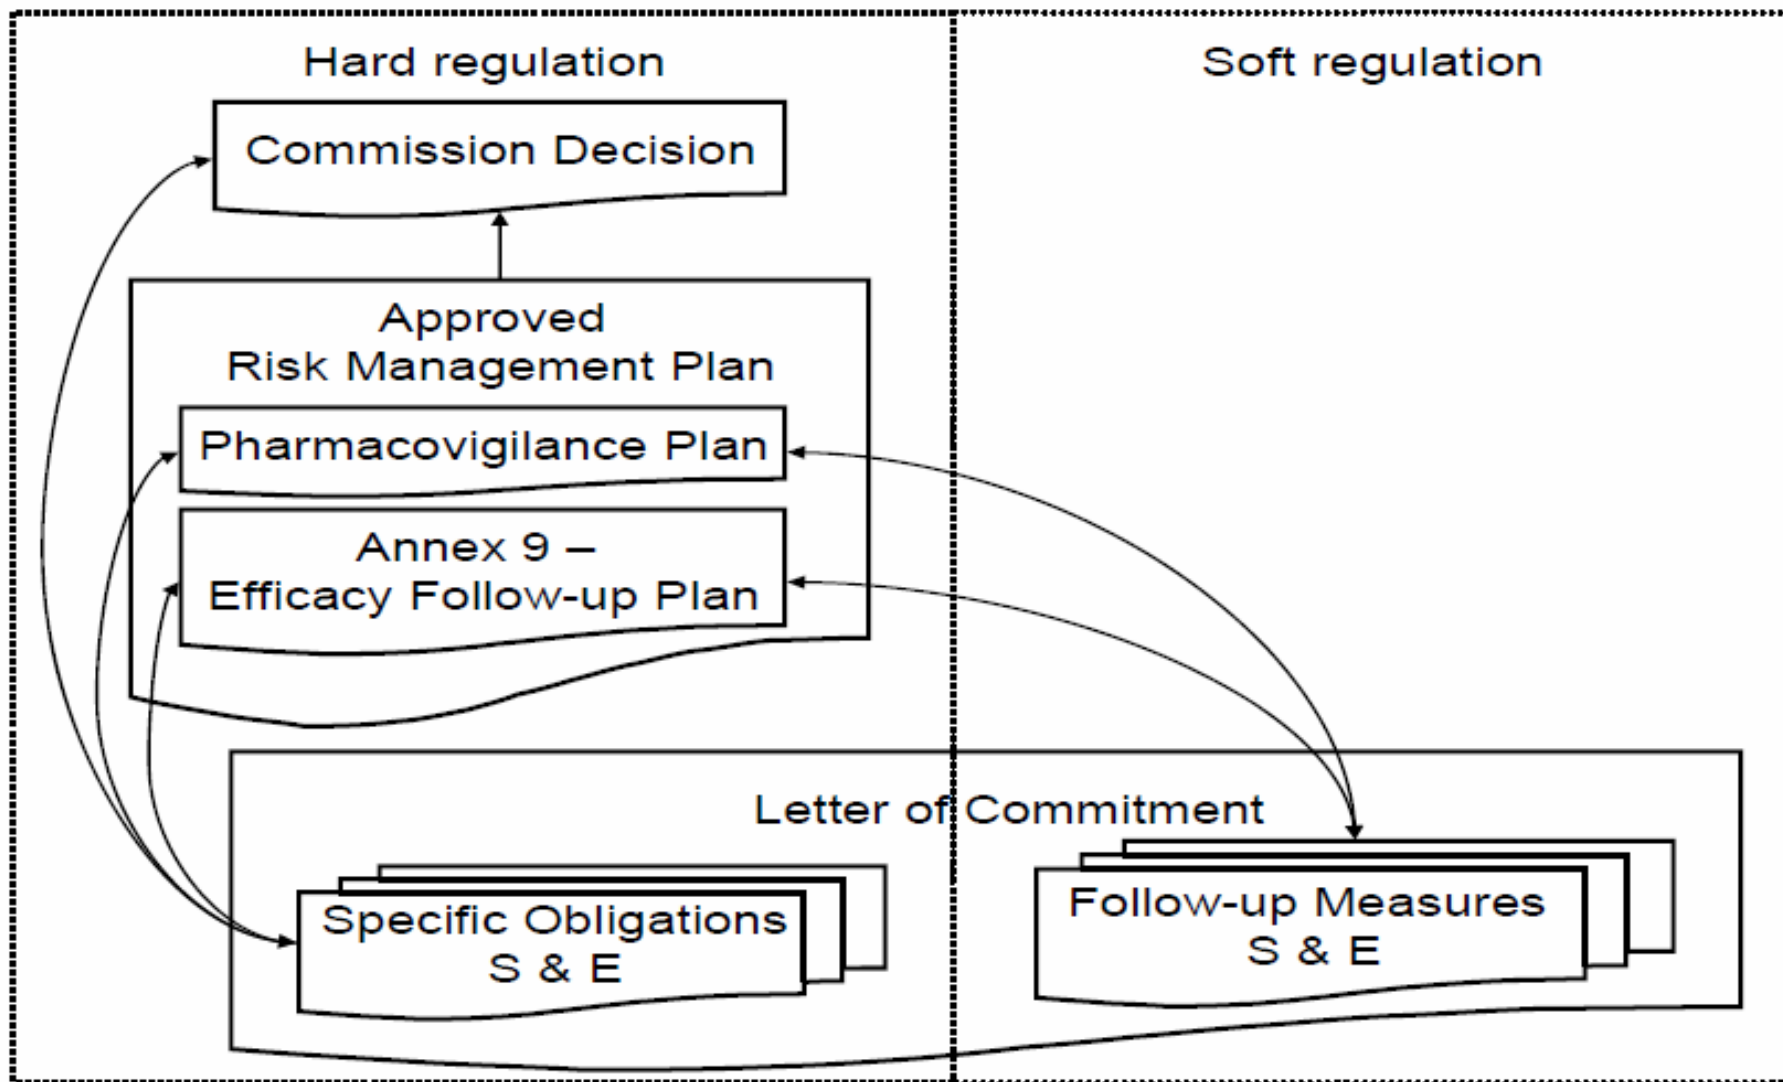 Hard regulation
Soft regulation
Commission Decision
Approved
Risk Management Plan
Pharmacovigilance Plan
Annex 9 –
Efficacy Follow-up Plan
Letter of Commitment
Specific Obligations
S & E
Follow-up Measures
S & E